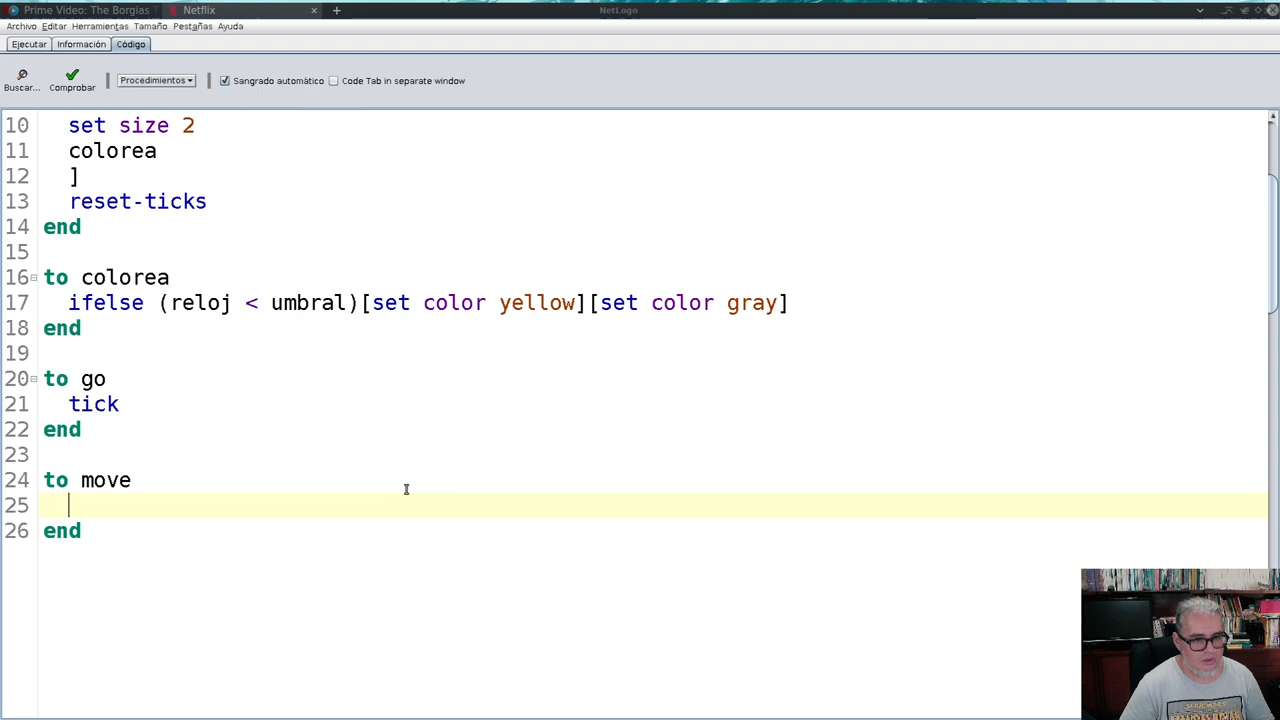 Prime Video: The Borgias
Netflix
NetLogo
Archivo Editar Herramientas Tamaño Pestañas Ayuda
Ejecutar Información Código
Buscar... Comprobar Procedimientos Sangrado automático Code Tab in separate window
10 set size 2
11 colorea
12 ]
13 reset-ticks
14 end
15
16 to colorea
17 ifelse (reloj < umbral)[set color yellow][set color gray]
18 end
19
20 to go
21 tick
22 end
23
24 to move
25
26 end
STAR WARS